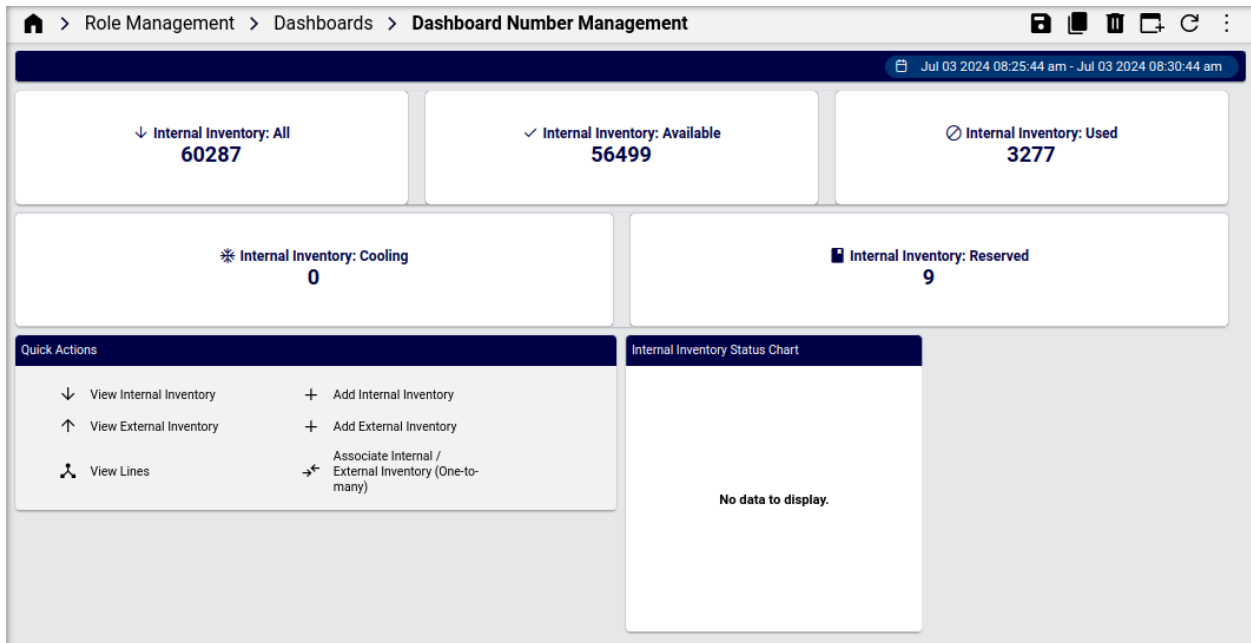 Role Management > Dashboards > Dashboard Number Management
Jul 03 2024 08:25:44 am - Jul 03 2024 08:30:44 am
Internal Inventory: All
60287
Internal Inventory: Available
56499
Internal Inventory: Used
3277
Internal Inventory: Cooling
0
Internal Inventory: Reserved
9
Quick Actions
View Internal Inventory
Add Internal Inventory
View External Inventory
Add External Inventory
View Lines
Associate Internal /
External Inventory (One-to-
many)
Internal Inventory Status Chart
No data to display.